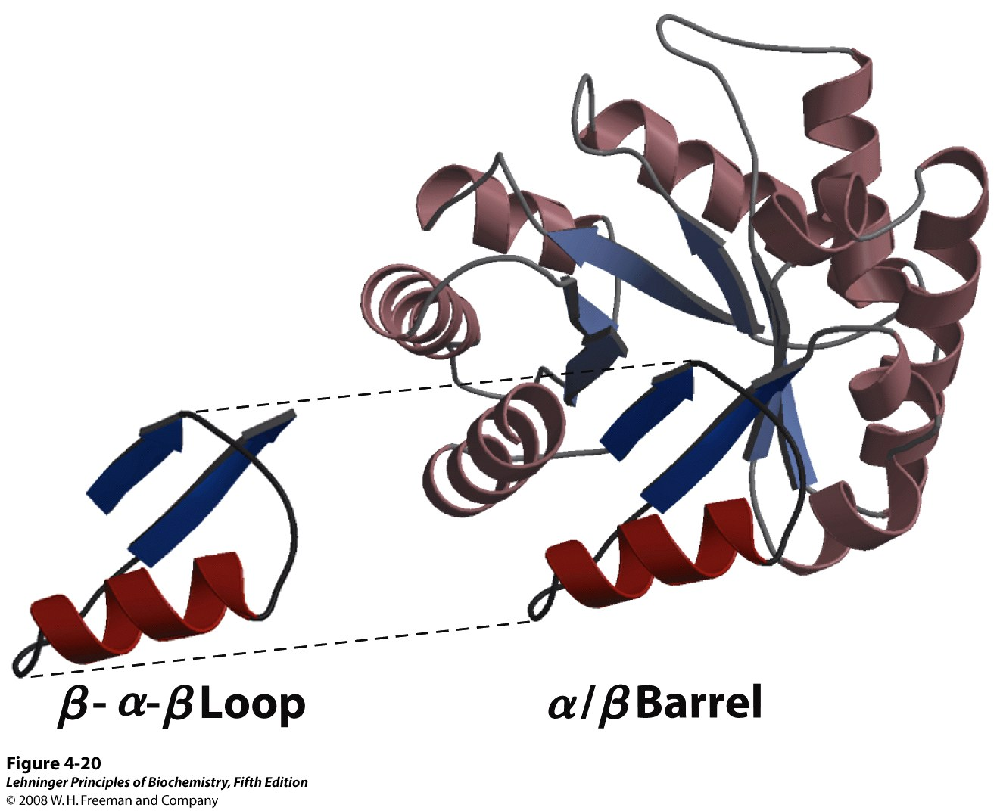 β- α-β Loop
α/β Barrel
Figure 4-20
Lehninger Principles of Biochemistry, Fifth Edition
© 2008 W. H. Freeman and Company